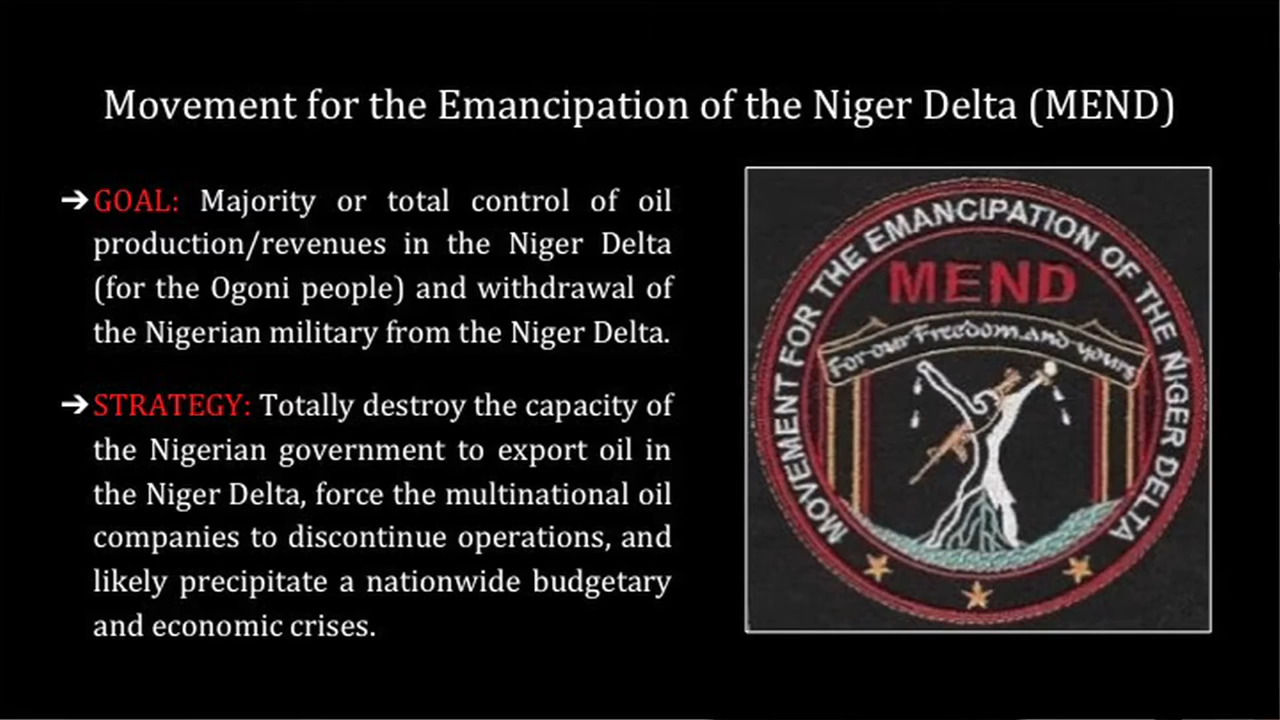 Movement for the Emancipation of the Niger Delta (MEND)
➔GOAL: Majority or total control of oil
production/revenues in the Niger Delta
(for the Ogoni people) and withdrawal of
the Nigerian military from the Niger Delta.
➔STRATEGY: Totally destroy the capacity of
the Nigerian government to export oil in
the Niger Delta, force the multinational oil
companies to discontinue operations, and
likely precipitate a nationwide budgetary
and economic crises.
MOVEMENT FOR THE EMANCIPATION OF THE NIGER DELTA
MEND
For our Freedom and yours